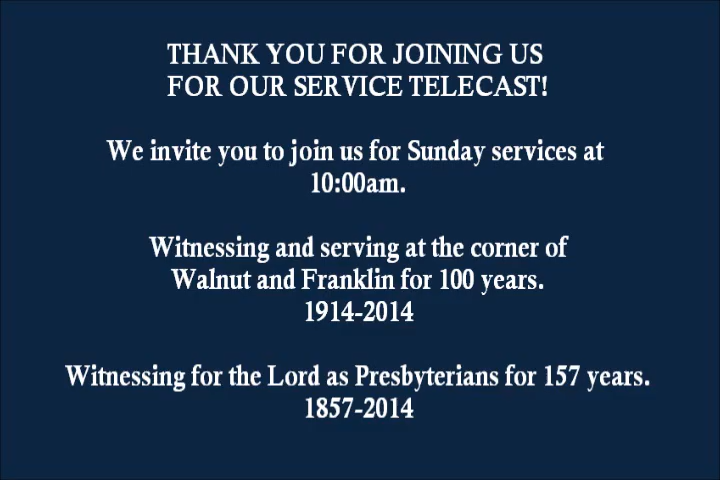 THANK YOU FOR JOINING US
FOR OUR SERVICE TELECAST!
We invite you to join us for Sunday services at
10:00am.
Witnessing and serving at the corner of
Walnut and Franklin for 100 years.
1914-2014
Witnessing for the Lord as Presbyterians for 157 years.
1857-2014